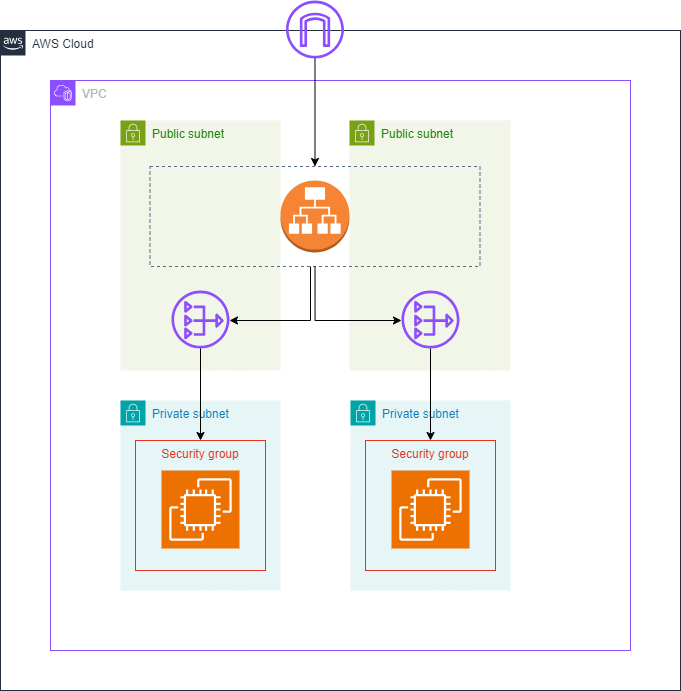 aws
AWS Cloud
VPC
Public subnet
Public subnet
Private subnet
Private subnet
Security group
Security group